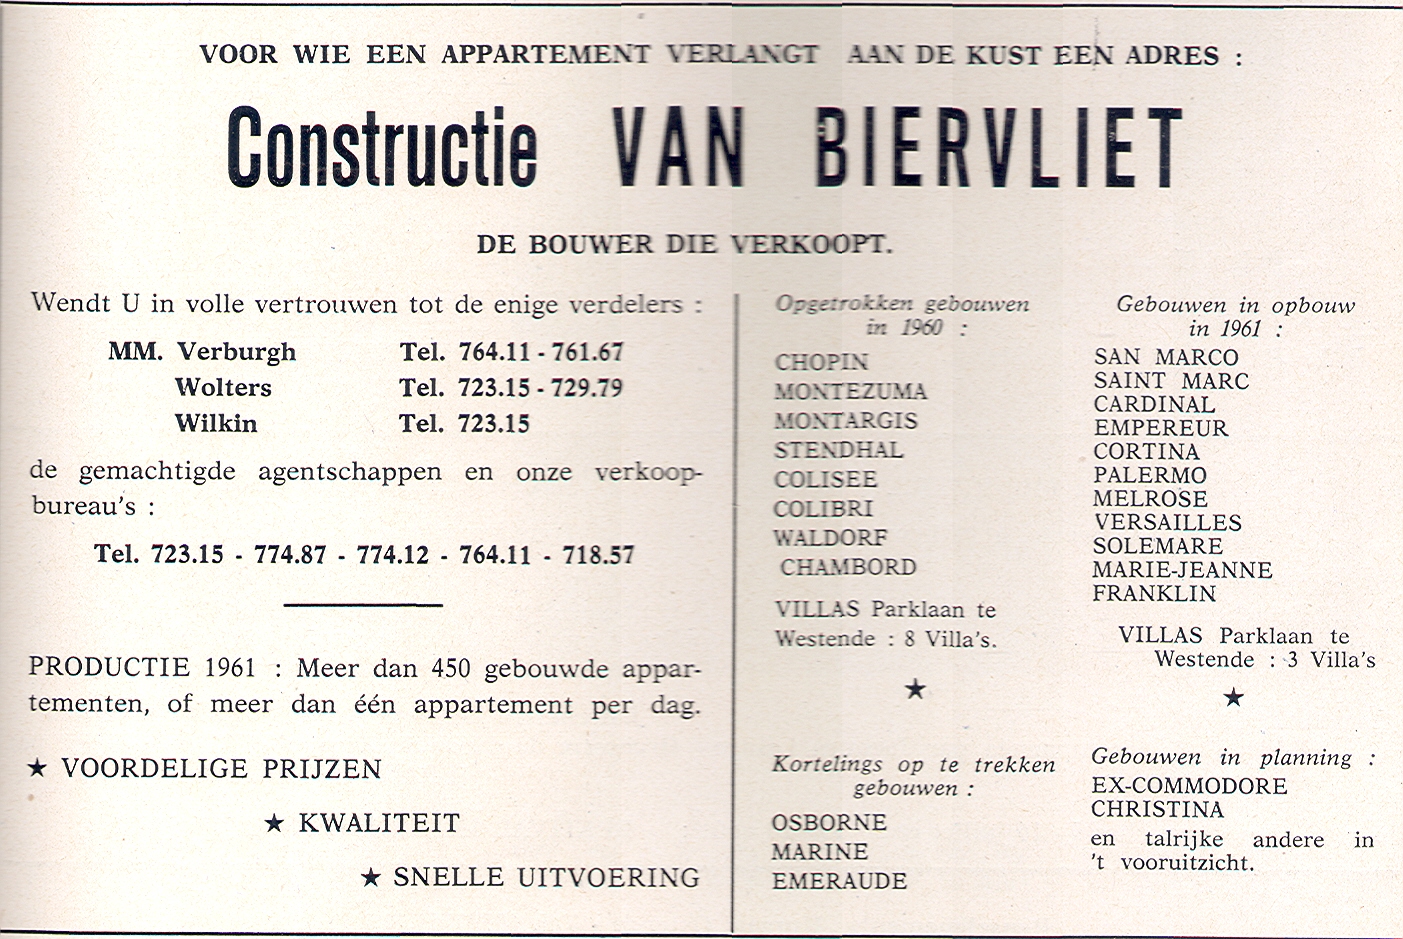 VOOR WIE EEN APPARTEMENT VERLANGT AAN DE KUST EEN ADRES :
Constructie VAN BIERVLIET
DE BOUWER DIE VERKOOPT.
Wendt U in volle vertrouwen tot de enige verdelers :
MM. Verburgh Tel. 764.11 - 761.67
Wolters Tel. 723.15 - 729.79
Wilkin Tel. 723.15
de gemachtigde agentschappen en onze verkoop-
bureau's :
Tel. 723.15 - 774.87 - 774.12 - 764.11 - 718.57
PRODUCTIE 1961 : Meer dan 450 gebouwde appar-
tementen, of meer dan één appartement per dag.
★ VOORDELIGE PRIJZEN
★ KWALITEIT
★ SNELLE UITVOERING
Opgetrokken gebouwen
in 1960 :
CHOPIN
MONTEZUMA
MONTARGIS
STENDHAL
COLISEE
COLIBRI
WALDORF
CHAMBORD
VILLAS Parklaan te
Westende : 8 Villa's.
★
Kortelings op te trekken
gebouwen :
OSBORNE
MARINE
EMERAUDE
Gebouwen in opbouw
in 1961 :
SAN MARCO
SAINT MARC
CARDINAL
EMPEREUR
CORTINA
PALERMO
MELROSE
VERSAILLES
SOLEMARE
MARIE-JEANNE
FRANKLIN
VILLAS Parklaan te
Westende : 3 Villa's
★
Gebouwen in planning :
EX-COMMODORE
CHRISTINA
en talrijke andere in
't vooruitzicht.